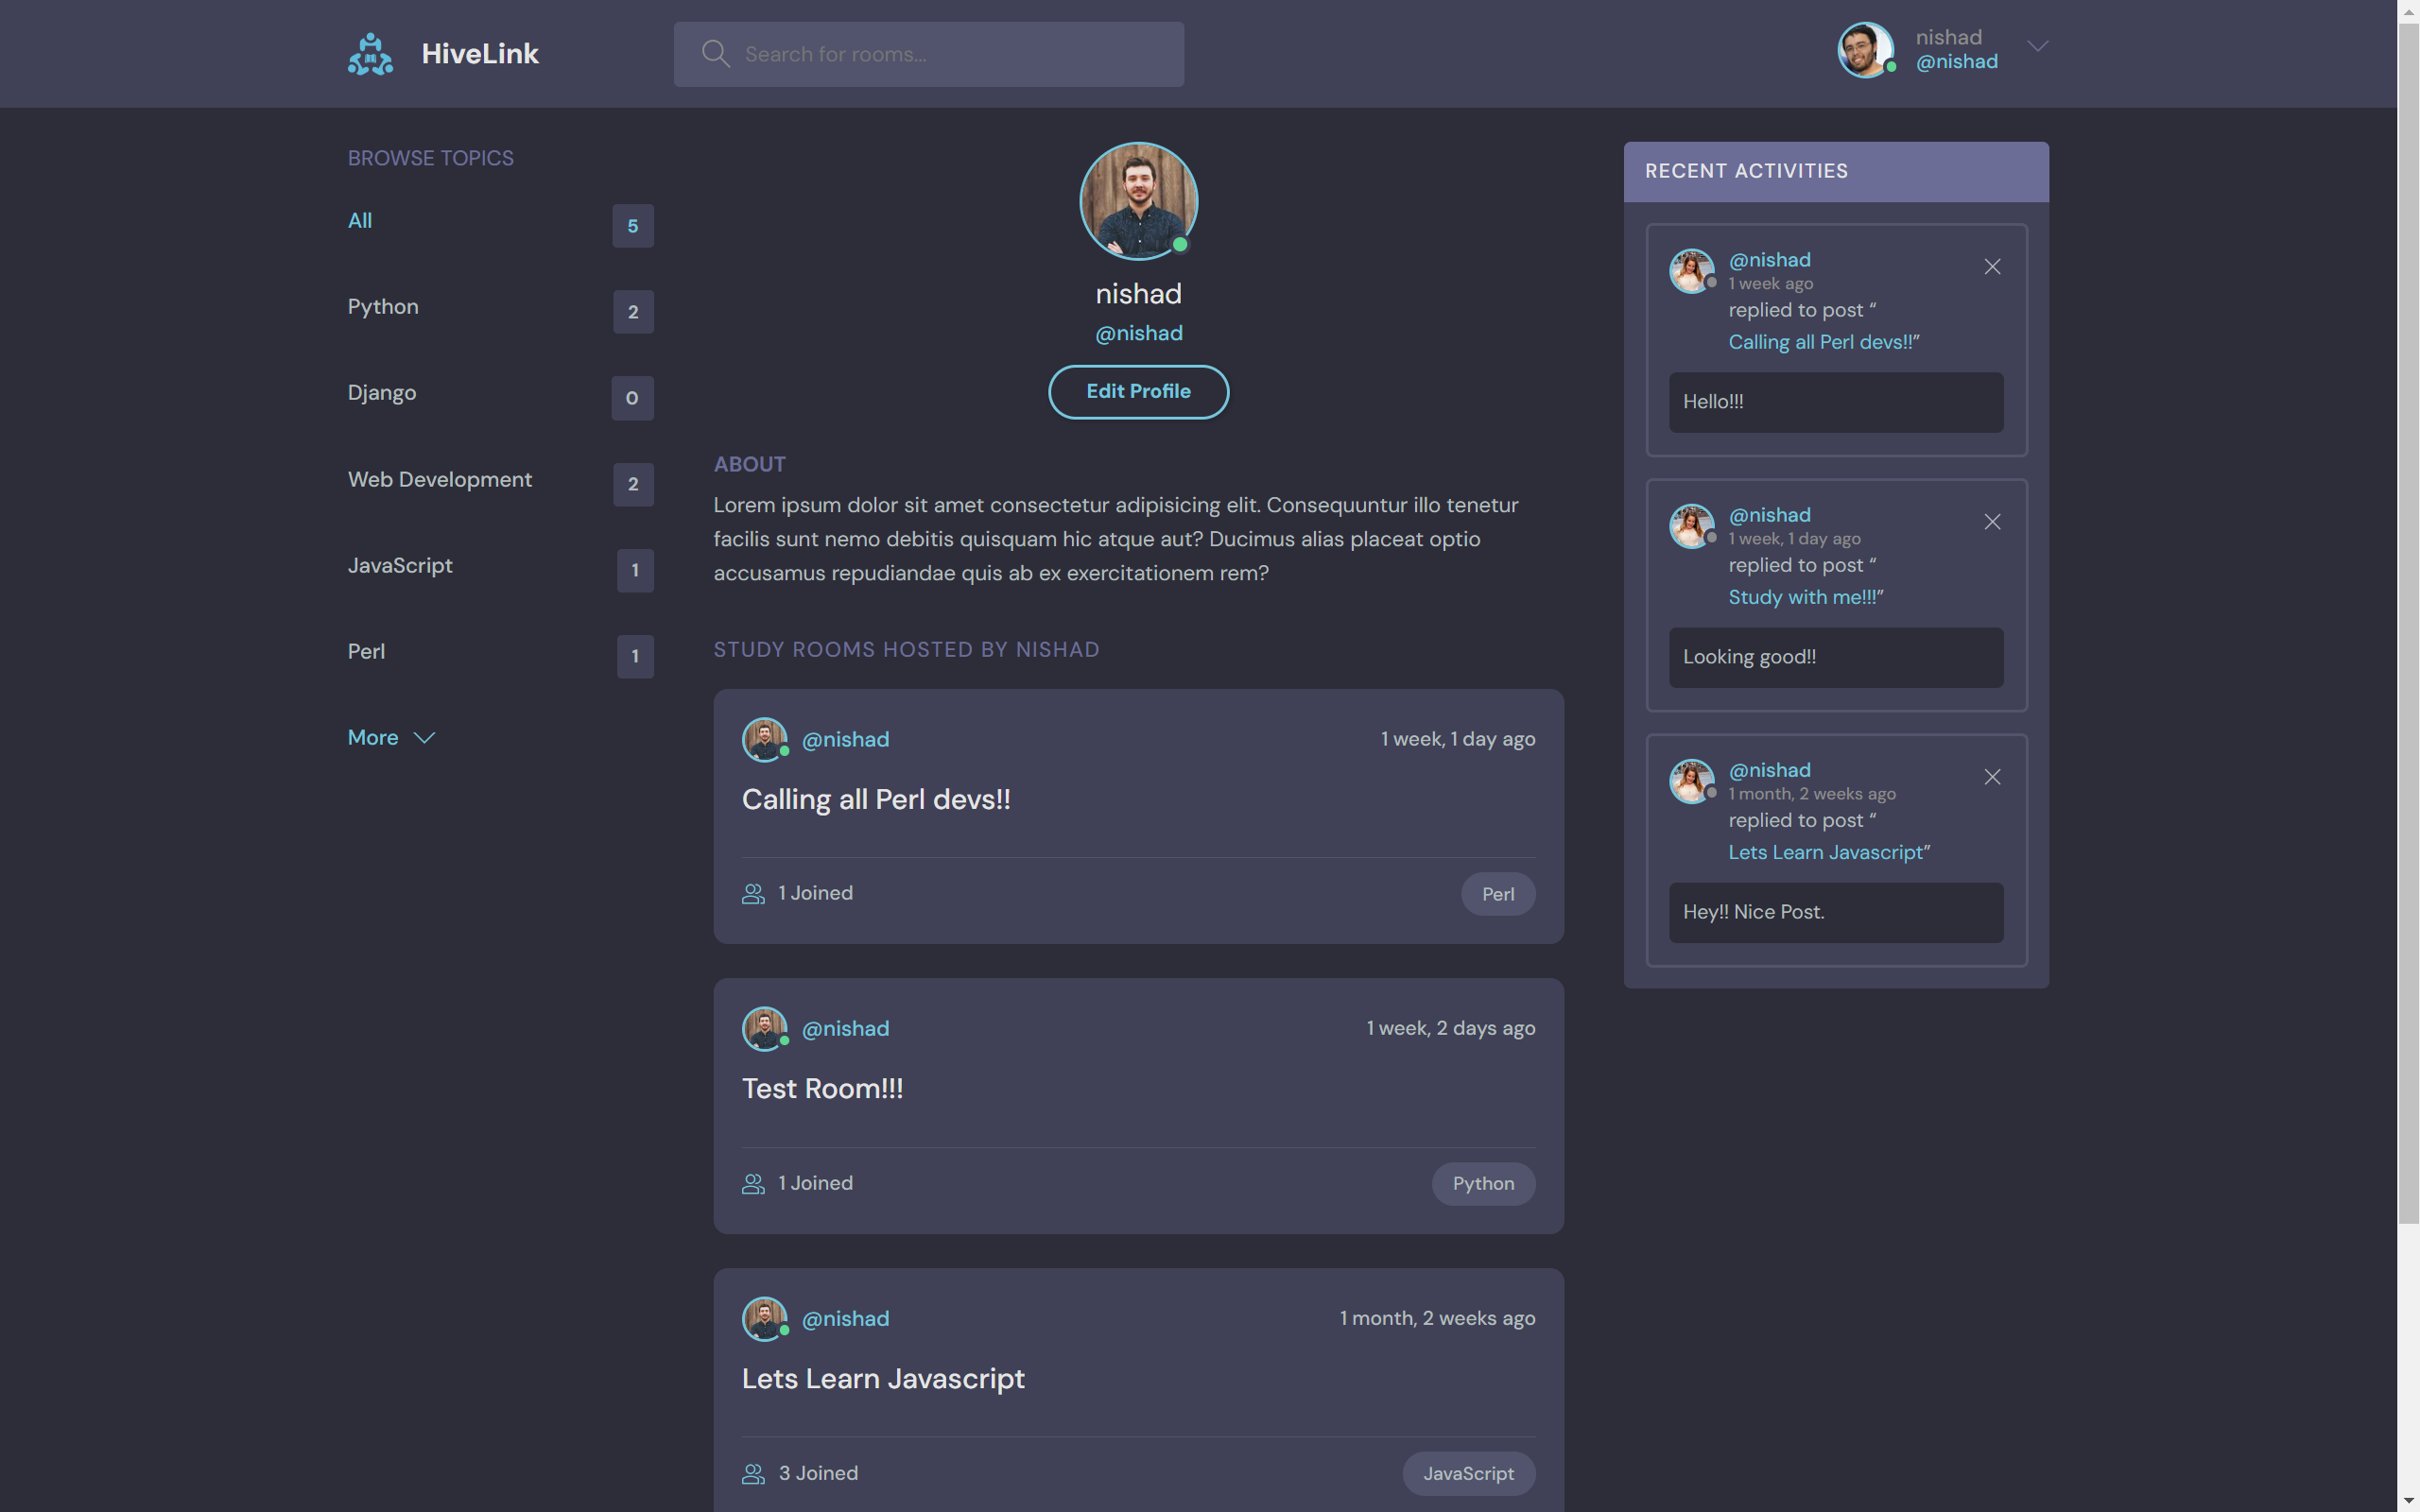 HiveLink
Search for rooms...
nishad
@nishad
BROWSE TOPICS
All 5
Python 2
Django 0
Web Development 2
JavaScript 1
Perl 1
More
nishad
@nishad
Edit Profile
ABOUT
Lorem ipsum dolor sit amet consectetur adipisicing elit. Consequuntur illo tenetur
facilis sunt nemo debitis quisquam hic atque aut? Ducimus alias placeat optio
accusamus repudiandae quis ab ex exercitationem rem?
STUDY ROOMS HOSTED BY NISHAD
@nishad 1 week, 1 day ago
Calling all Perl devs!!
1 Joined Perl
@nishad 1 week, 2 days ago
Test Room!!!
1 Joined Python
@nishad 1 month, 2 weeks ago
Lets Learn Javascript
3 Joined JavaScript
RECENT ACTIVITIES
@nishad
1 week ago
replied to post “
Calling all Perl devs!!”
Hello!!!
@nishad
1 week, 1 day ago
replied to post “
Study with me!!!”
Looking good!!
@nishad
1 month, 2 weeks ago
replied to post “
Lets Learn Javascript”
Hey!! Nice Post.